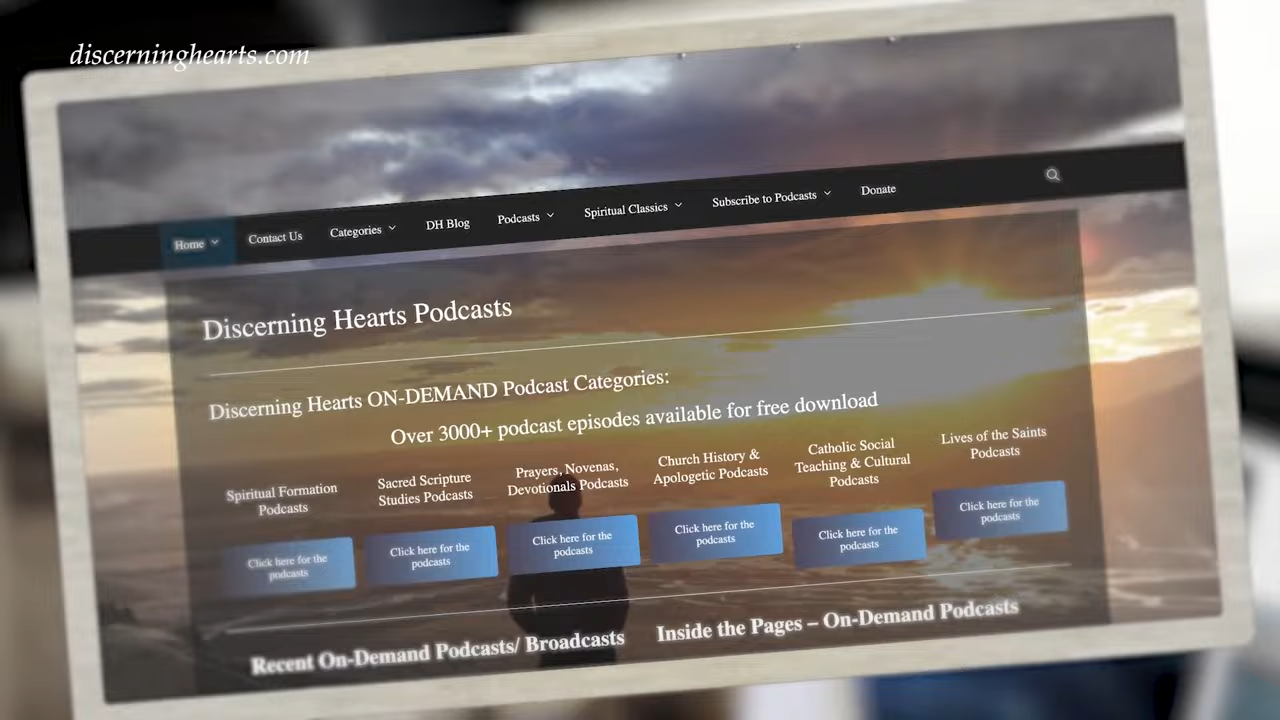 discerninghearts.com
Home Contact Us Categories DH Blog Podcasts Spiritual Classics Subscribe to Podcasts Donate
Discerning Hearts Podcasts
Discerning Hearts ON-DEMAND Podcast Categories:
Over 3000+ podcast episodes available for free download
Spiritual Formation
Podcasts
Click here for the
podcasts
Sacred Scripture
Studies Podcasts
Click here for the
podcasts
Prayers, Novenas,
Devotionals Podcasts
Click here for the
podcasts
Church History &
Apologetic Podcasts
Click here for the
podcasts
Catholic Social
Teaching & Cultural
Podcasts
Click here for the
podcasts
Lives of the Saints
Podcasts
Click here for the
podcasts
Recent On-Demand Podcasts/ Broadcasts
Inside the Pages – On-Demand Podcasts